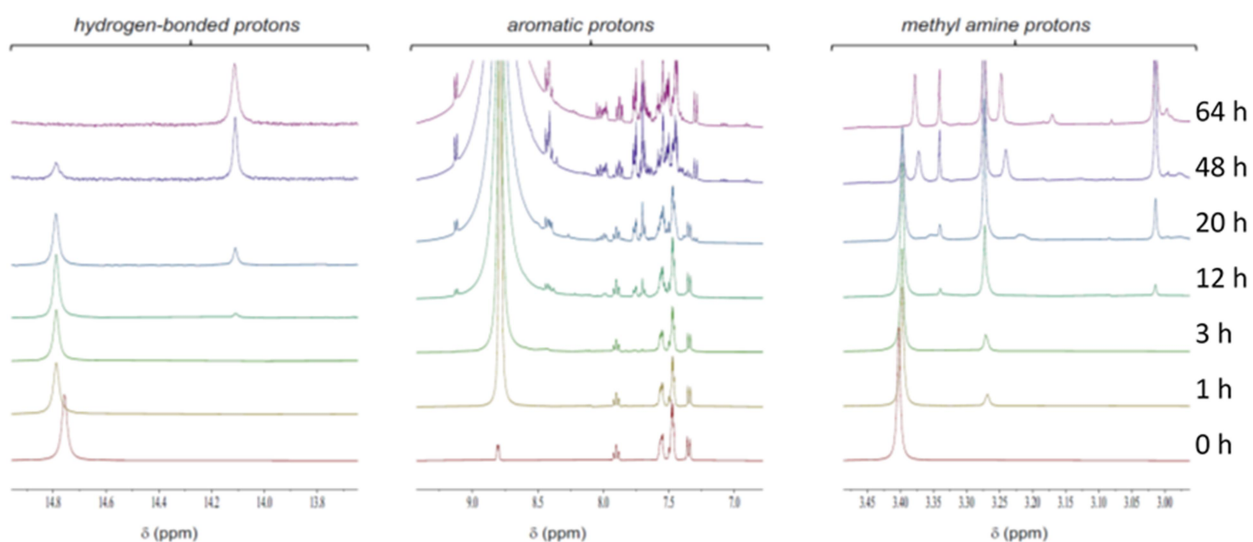 hydrogen-bonded protons aromatic protons methyl amine protons
64 h
48 h
20 h
12 h
3 h
1 h
0 h
14.8 14.6 14.4 14.2 14.0 13.8 9.0 8.5 8.0 7.5 7.0 3.45 3.40 3.35 3.30 3.25 3.20 3.15 3.10 3.05 3.00
δ (ppm) δ (ppm) δ (ppm)